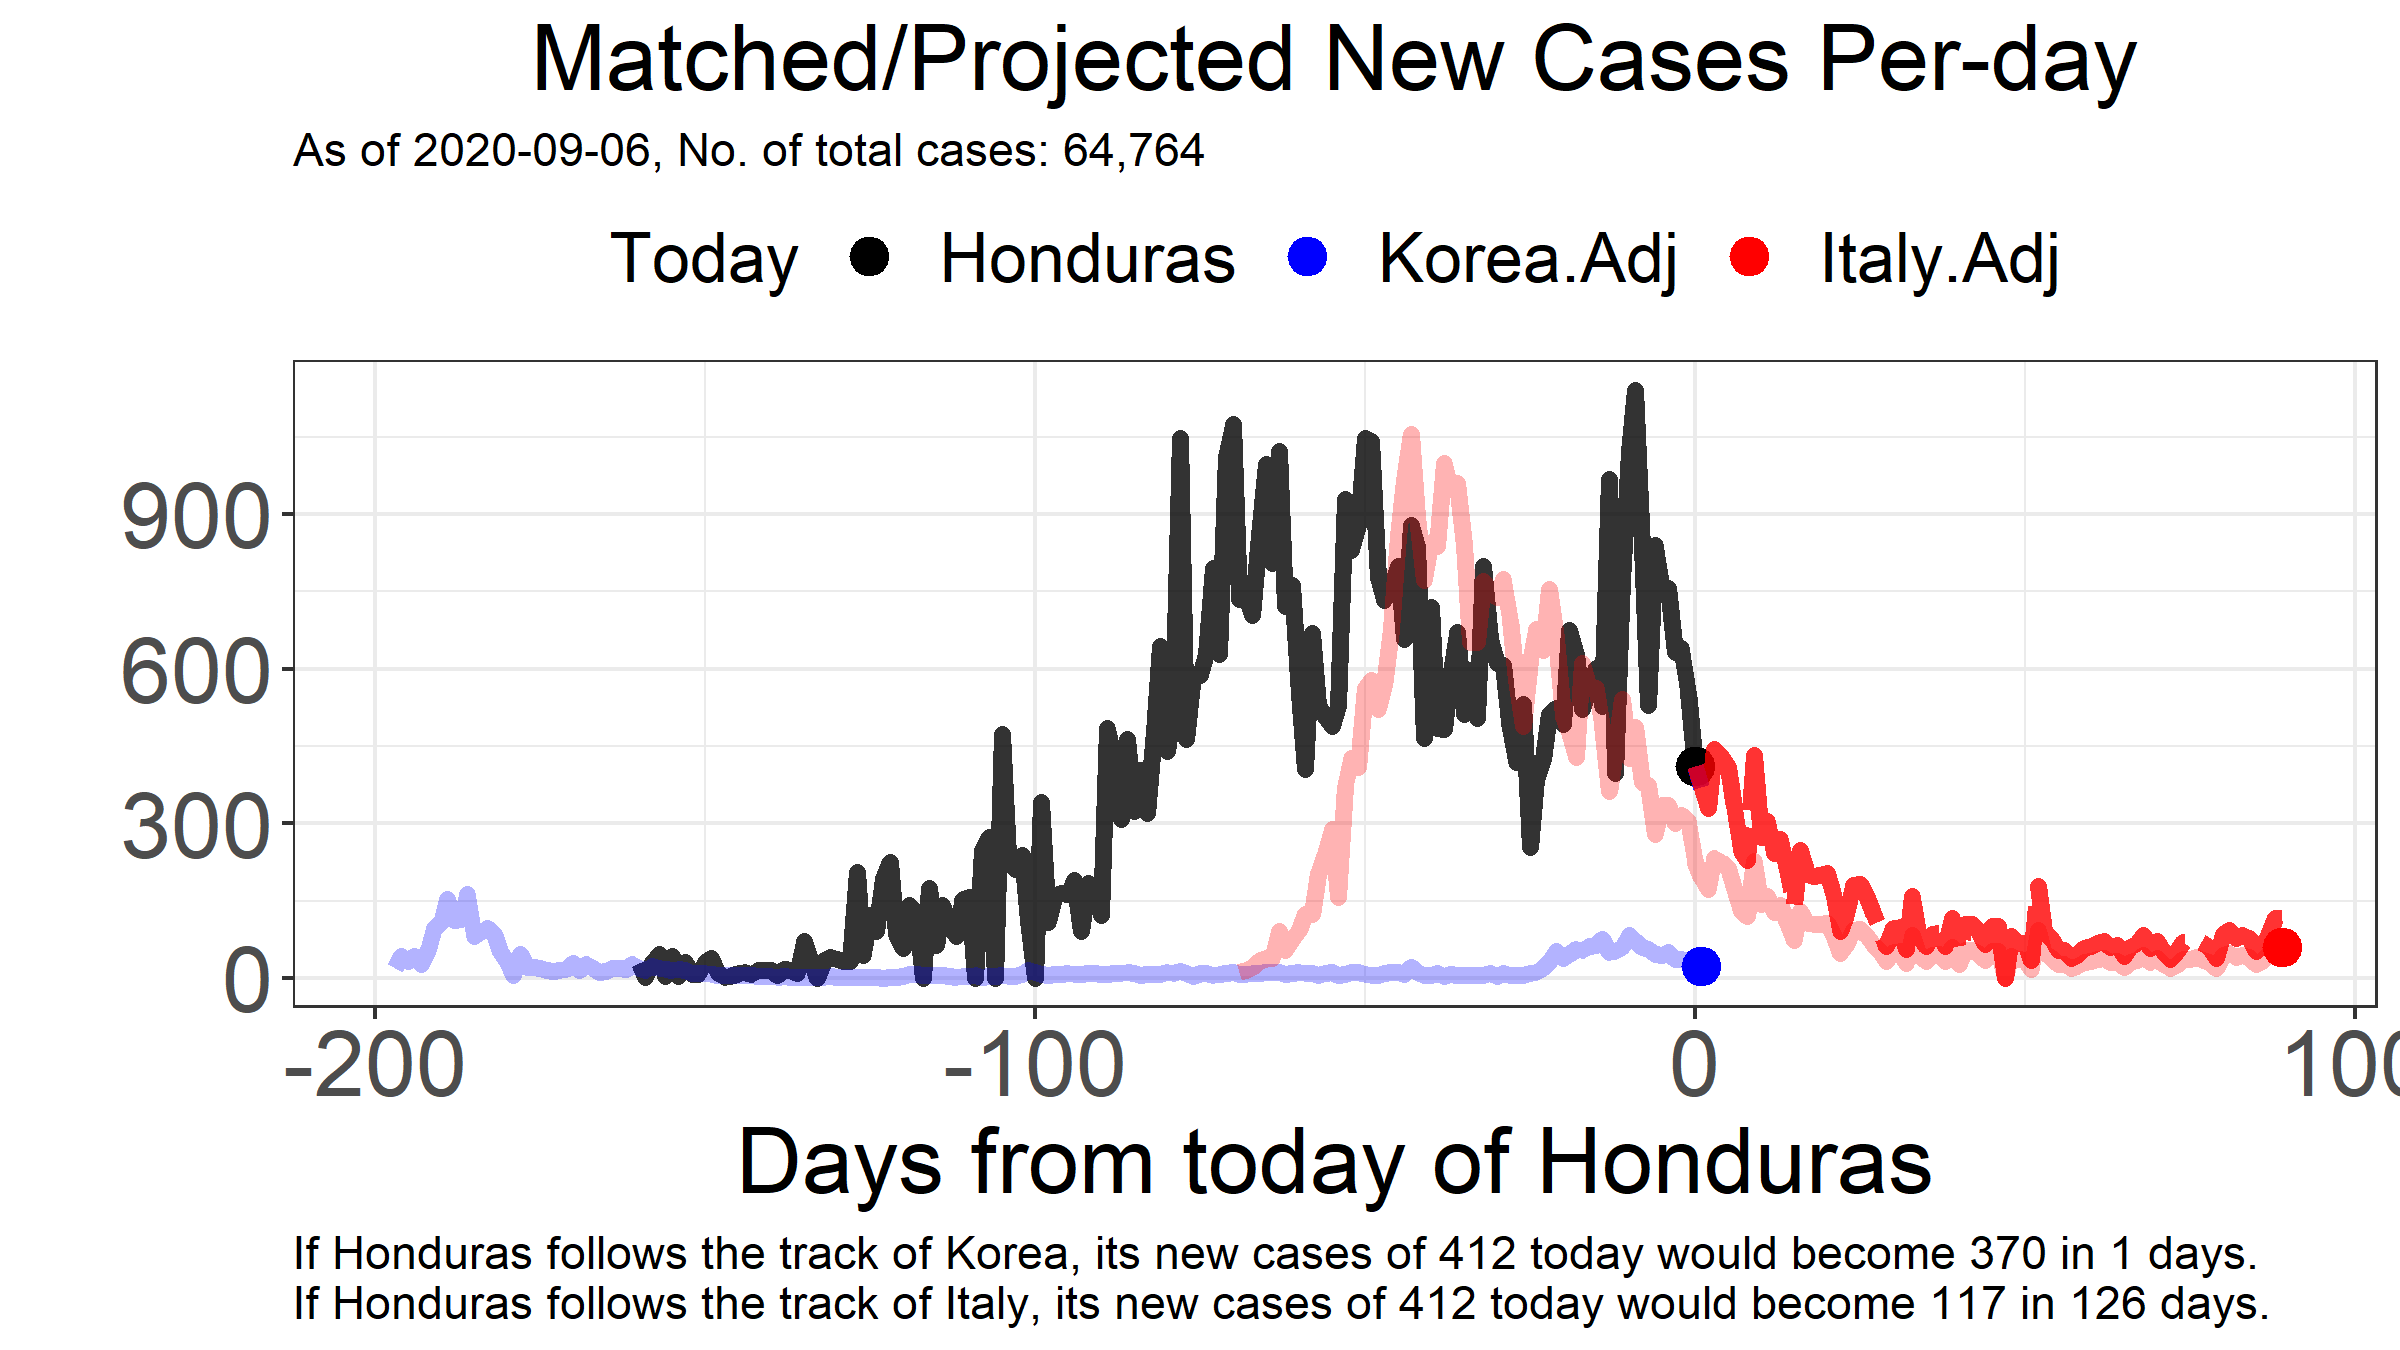 Matched/Projected New Cases Per-day
As of 2020-09-06, No. of total cases: 64,764
Today Honduras Korea.Adj Italy.Adj
900
600
300
0
-200 -100 0 100
Days from today of Honduras
If Honduras follows the track of Korea, its new cases of 412 today would become 370 in 1 days.
If Honduras follows the track of Italy, its new cases of 412 today would become 117 in 126 days.